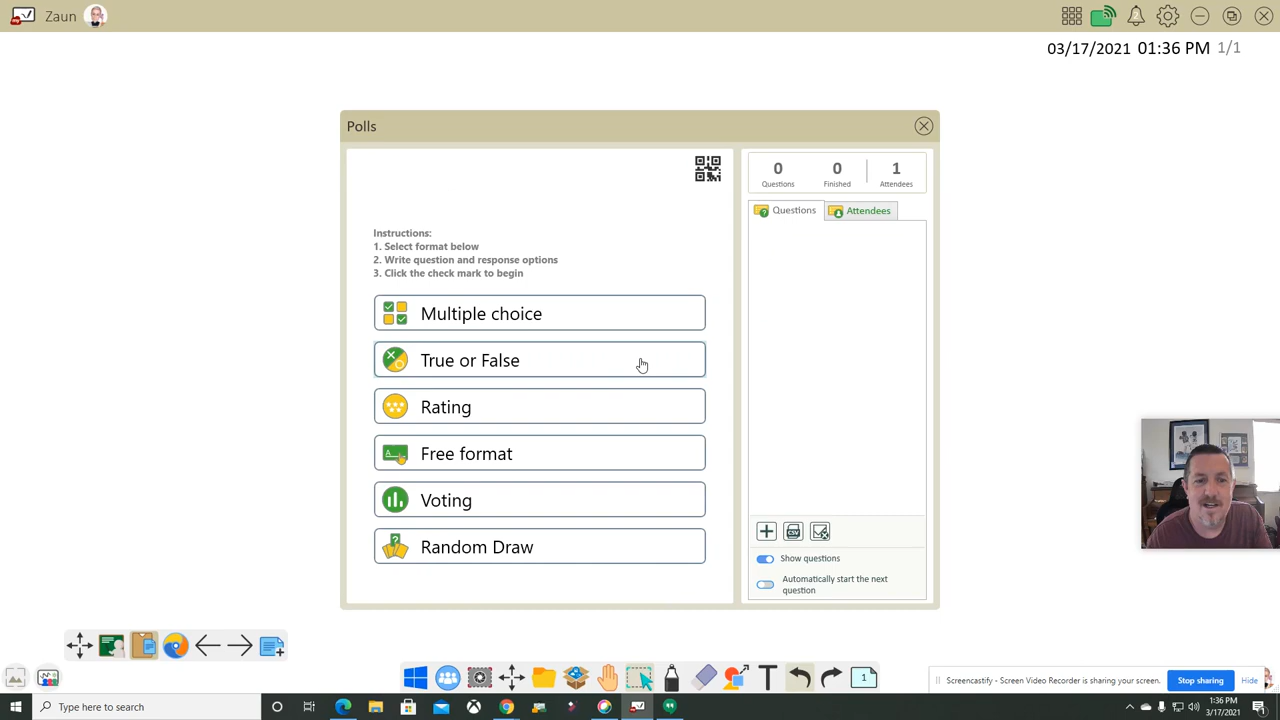 Zaun
03/17/2021 01:36 PM 1/1
Polls
Instructions:
1. Select format below
2. Write question and response options
3. Click the check mark to begin
Multiple choice
True or False
Rating
Free format
Voting
Random Draw
0 0 1
Questions Finished Attendees
Questions Attendees
CSV
Show questions
Automatically start the next
question
1
T
Screencastify - Screen Video Recorder is sharing your screen.
Stop sharing
Hide
Type here to search
1:36 PM
3/17/2021